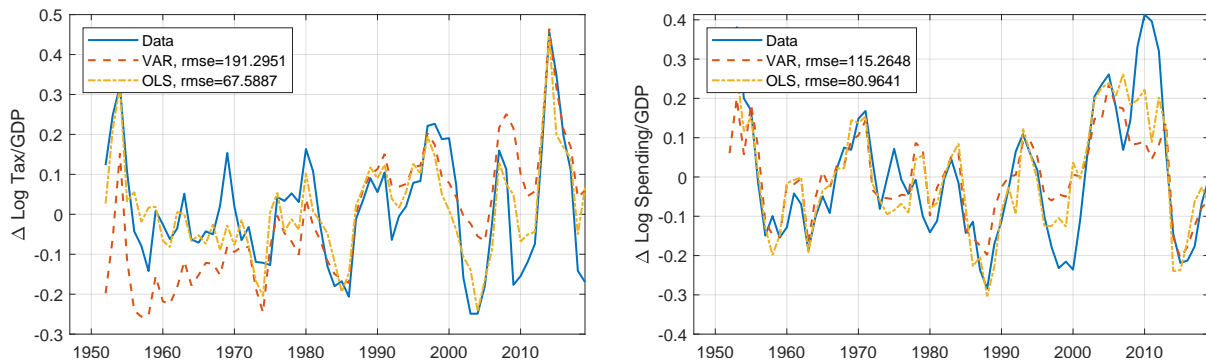 0.5
0.4
0.3
0.2
0.1
0
-0.1
-0.2
-0.3
Δ Log Tax/GDP
Data
VAR, rmse=191.2951
OLS, rmse=67.5887
1950 1960 1970 1980 1990 2000 2010
0.4
0.3
0.2
0.1
0
-0.1
-0.2
-0.3
-0.4
Δ Log Spending/GDP
Data
VAR, rmse=115.2648
OLS, rmse=80.9641
1950 1960 1970 1980 1990 2000 2010